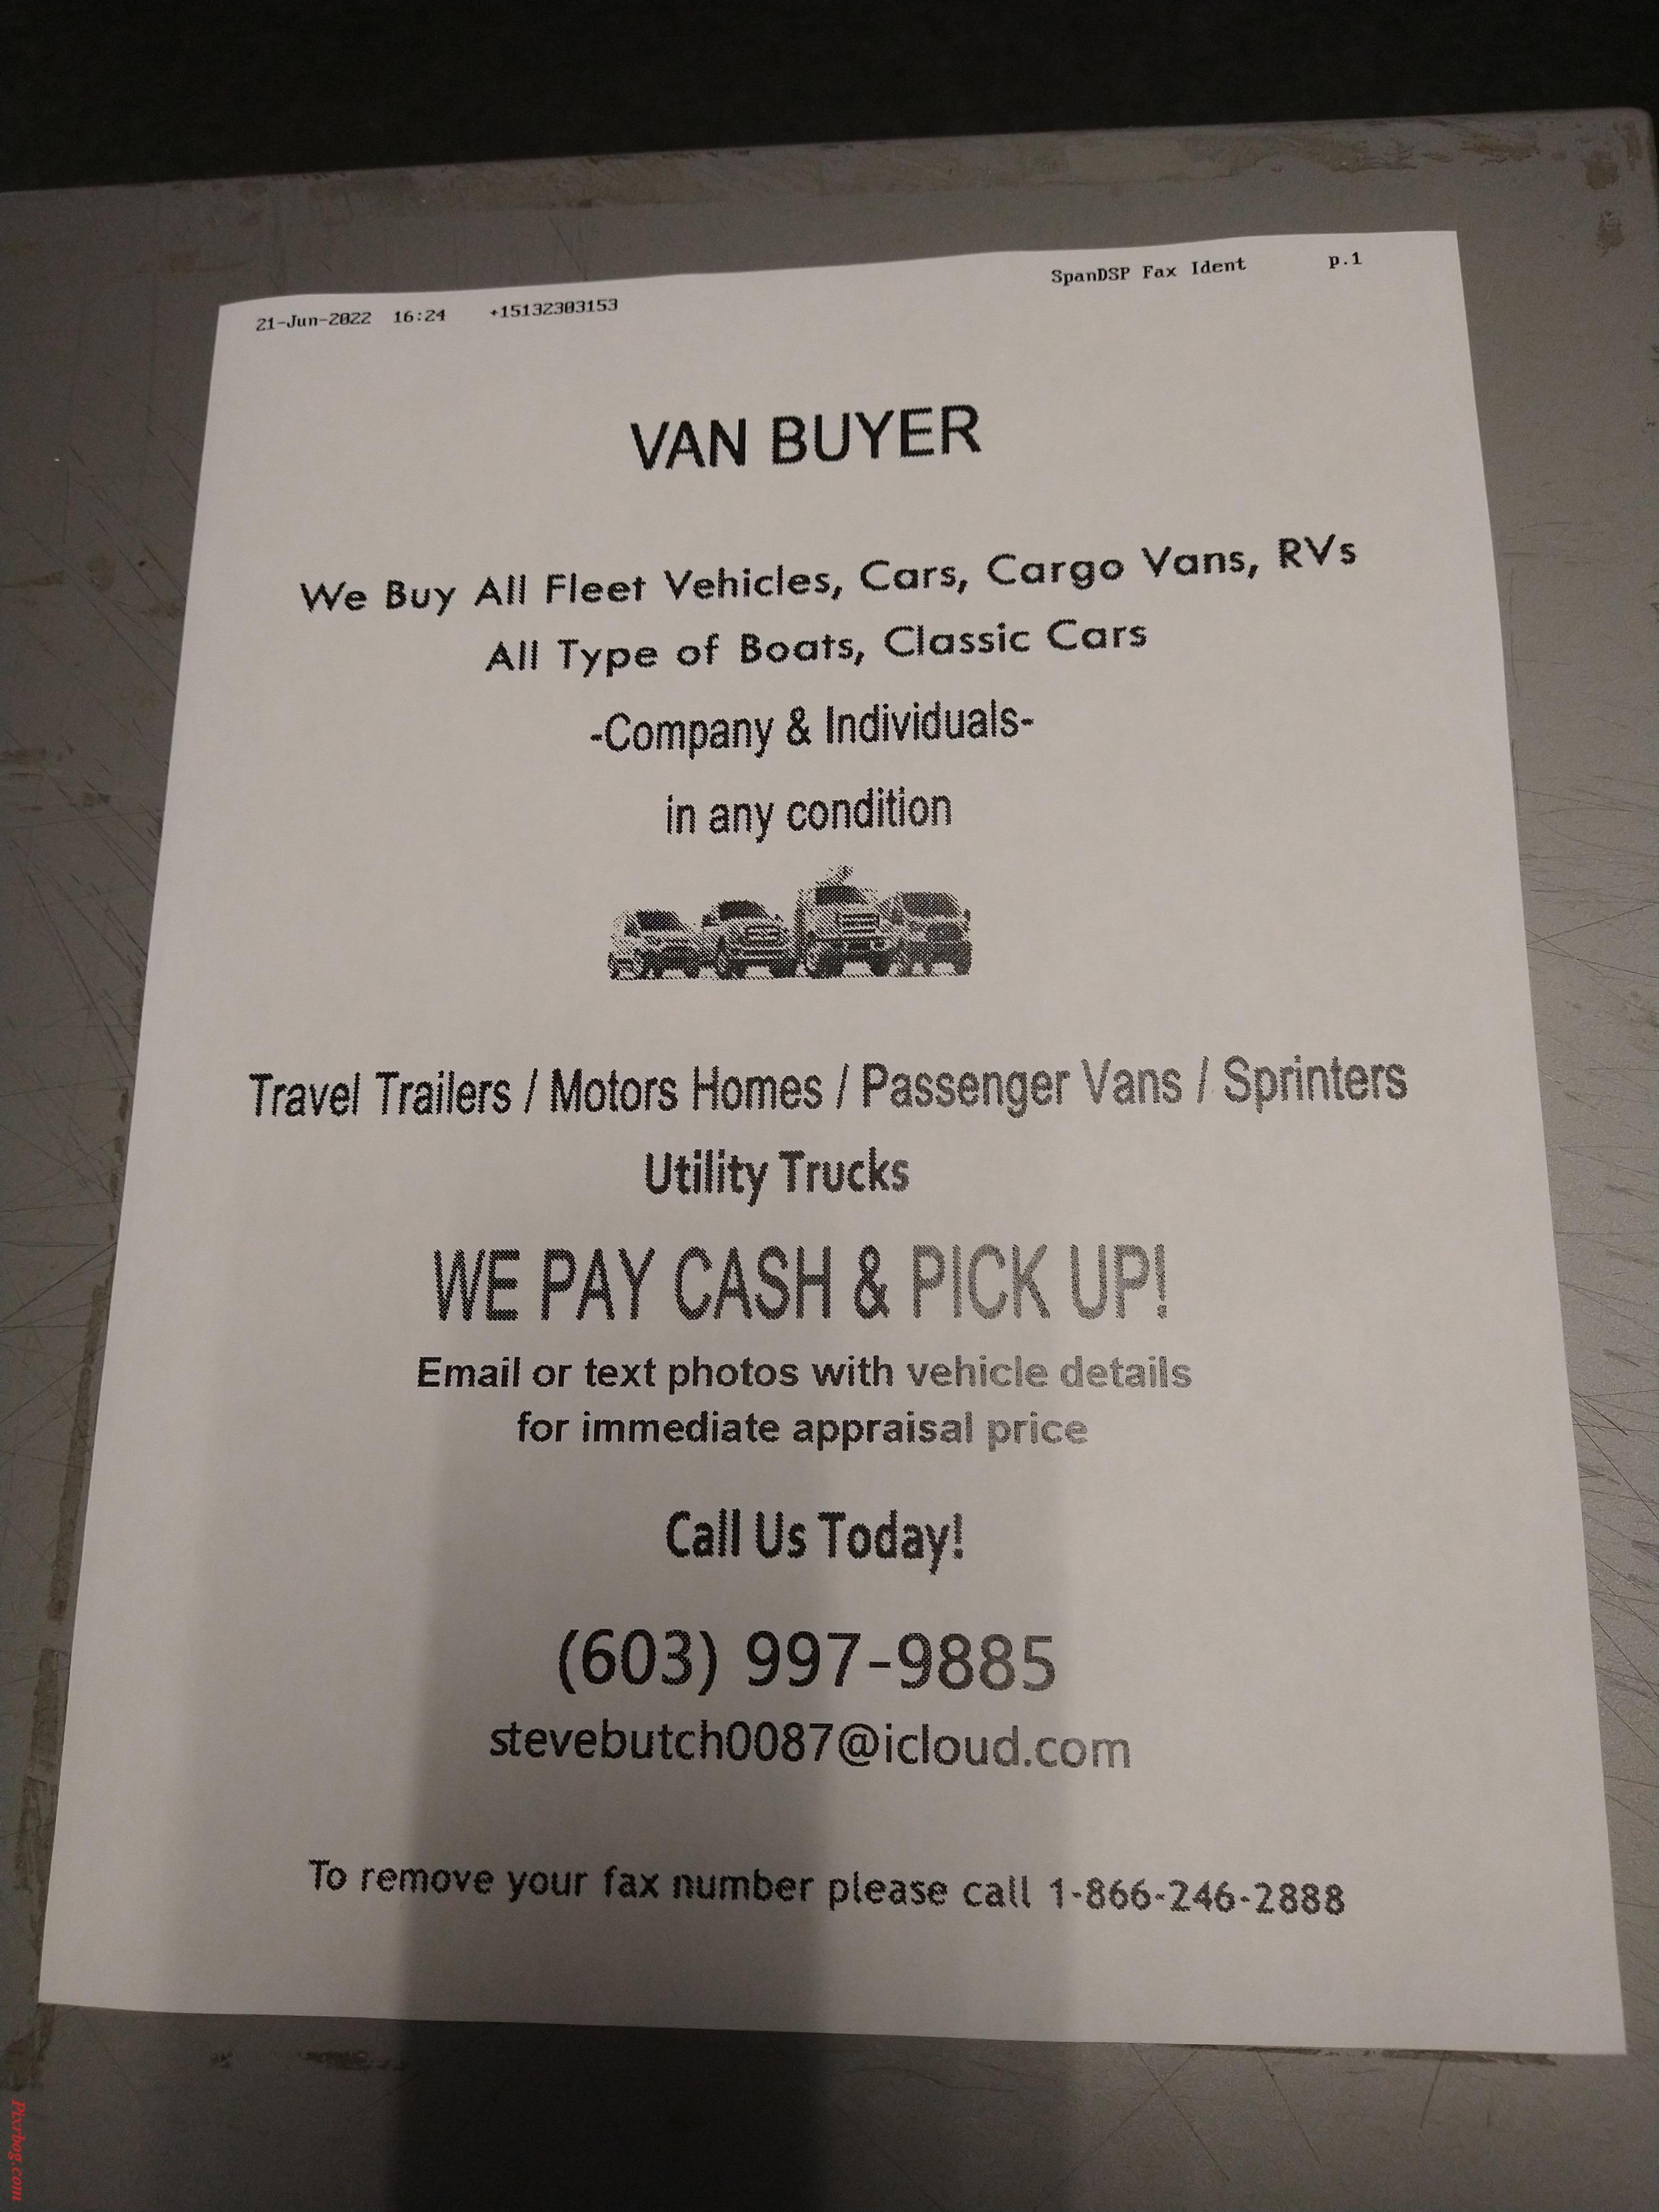 21-Jun-2022 16:24 +15132303153 SpanDSP Fax Ident p.1
VAN BUYER
We Buy All Fleet Vehicles, Cars, Cargo Vans, RVs
All Type of Boats, Classic Cars
-Company & Individuals-
in any condition
Travel Trailers / Motors Homes / Passenger Vans / Sprinters
Utility Trucks
WE PAY CASH & PICK UP!
Email or text photos with vehicle details
for immediate appraisal price
Call Us Today!
(603) 997-9885
stevebutch0087@icloud.com
To remove your fax number please call 1-866-246-2888
Pixrbog.com